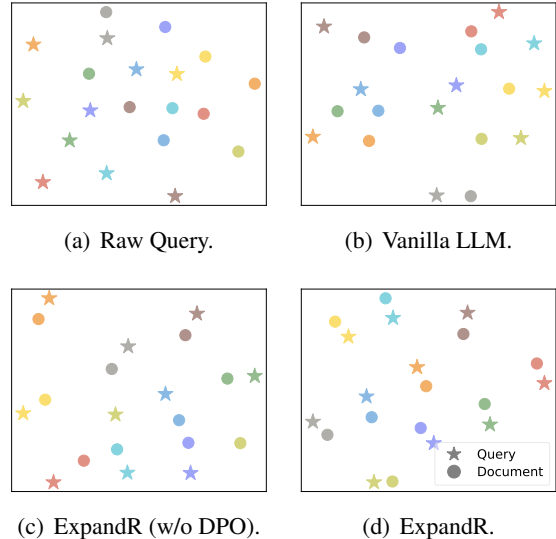 (a) Raw Query.
(b) Vanilla LLM.
Query
Document
(c) ExpandR (w/o DPO).
(d) ExpandR.